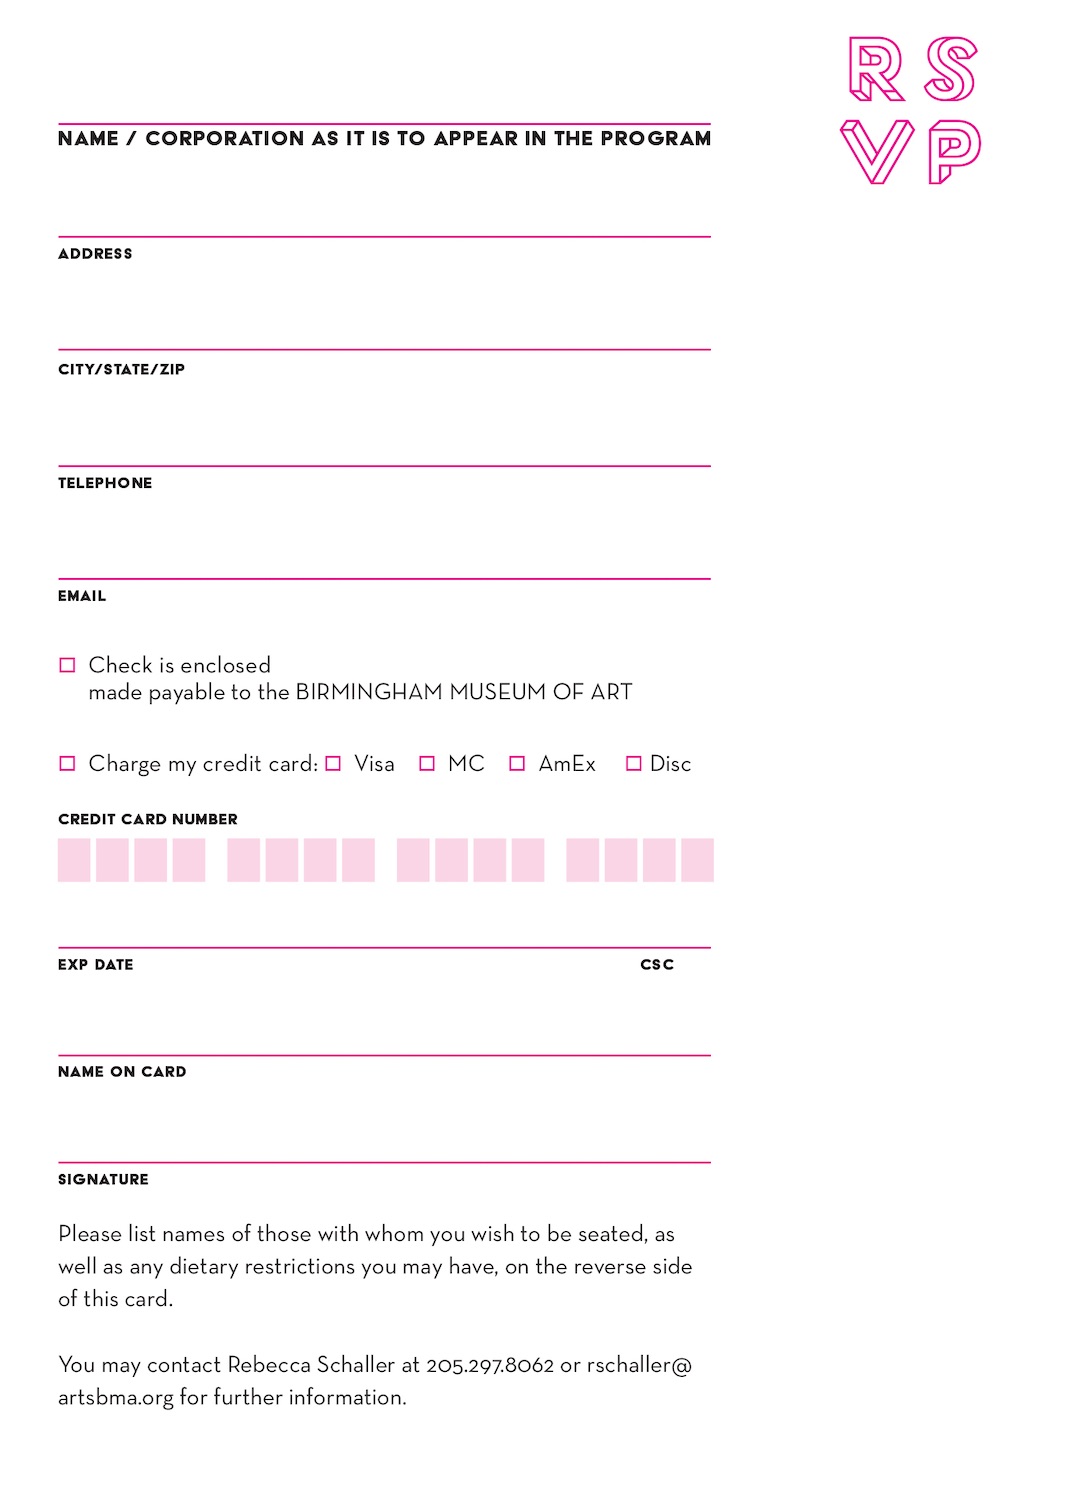 R S
V P
NAME / CORPORATION AS IT IS TO APPEAR IN THE PROGRAM
ADDRESS
CITY/STATE/ZIP
TELEPHONE
EMAIL
Check is enclosed
made payable to the BIRMINGHAM MUSEUM OF ART
Charge my credit card: Visa MC AmEx Disc
CREDIT CARD NUMBER
EXP DATE CSC
NAME ON CARD
SIGNATURE
Please list names of those with whom you wish to be seated, as
well as any dietary restrictions you may have, on the reverse side
of this card.
You may contact Rebecca Schaller at 205.297.8062 or rschaller@
artsbma.org for further information.